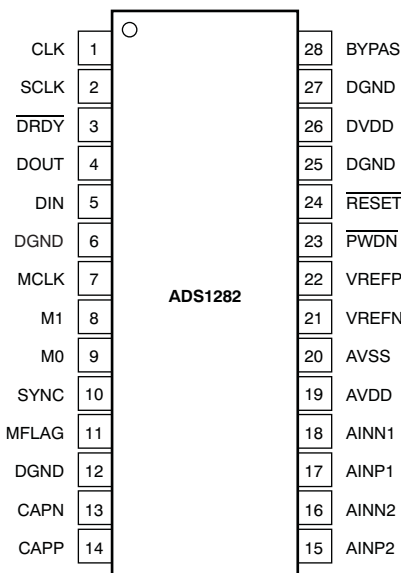 CLK 1 28 BYPAS
SCLK 2 27 DGND
DRDY 3 26 DVDD
DOUT 4 25 DGND
DIN 5 24 RESET
DGND 6 23 PWDN
MCLK 7 22 VREFP
ADS1282
M1 8 21 VREFN
M0 9 20 AVSS
SYNC 10 19 AVDD
MFLAG 11 18 AINN1
DGND 12 17 AINP1
CAPN 13 16 AINN2
CAPP 14 15 AINP2